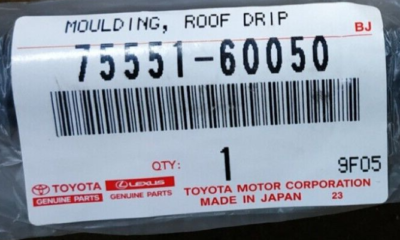 MOULDING, ROOF DRIP
BJ
75551-60050
QTY: 1
9F05
TOYOTA LEXUS
GENUINE PARTS GENUINE PARTS
TOYOTA MOTOR CORPORATION
MADE IN JAPAN 23